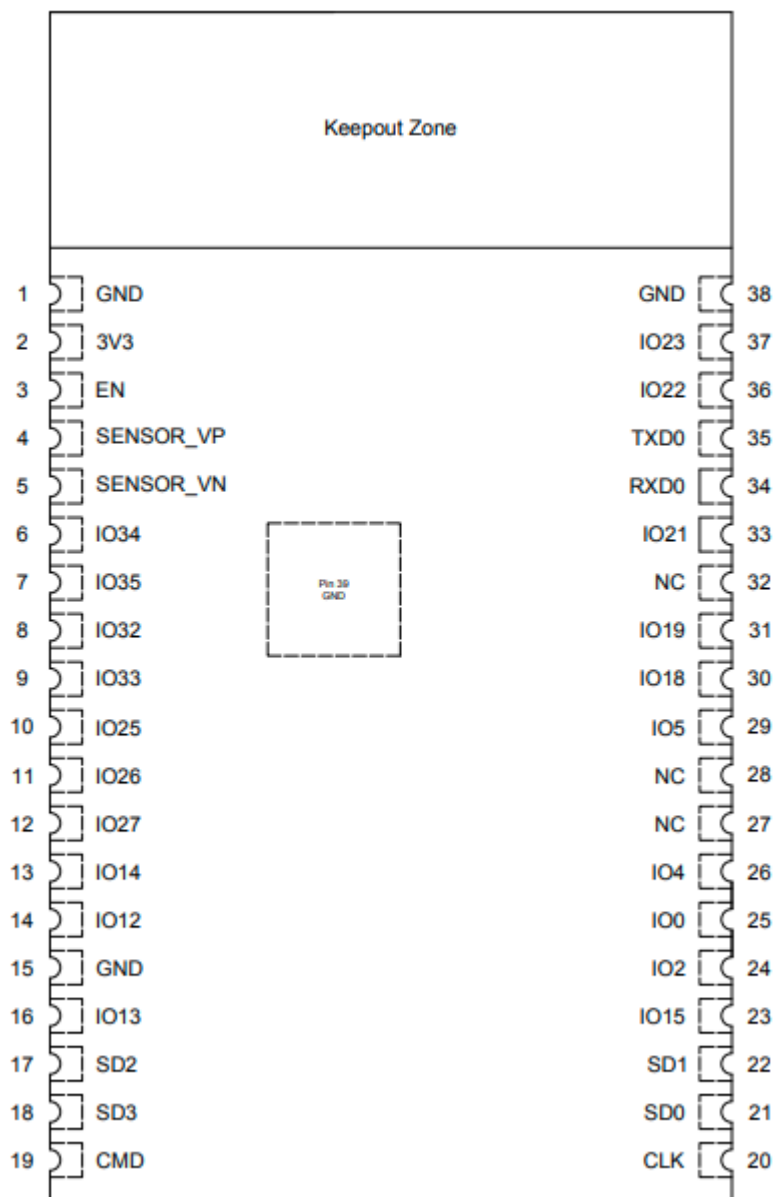 Keepout Zone
1 GND GND 38
2 3V3 IO23 37
3 EN IO22 36
4 SENSOR_VP TXD0 35
5 SENSOR_VN RXD0 34
6 IO34 IO21 33
7 IO35 Pin 39 NC 32
GND
8 IO32 IO19 31
9 IO33 IO18 30
10 IO25 IO5 29
11 IO26 NC 28
12 IO27 NC 27
13 IO14 IO4 26
14 IO12 IO0 25
15 GND IO2 24
16 IO13 IO15 23
17 SD2 SD1 22
18 SD3 SD0 21
19 CMD CLK 20